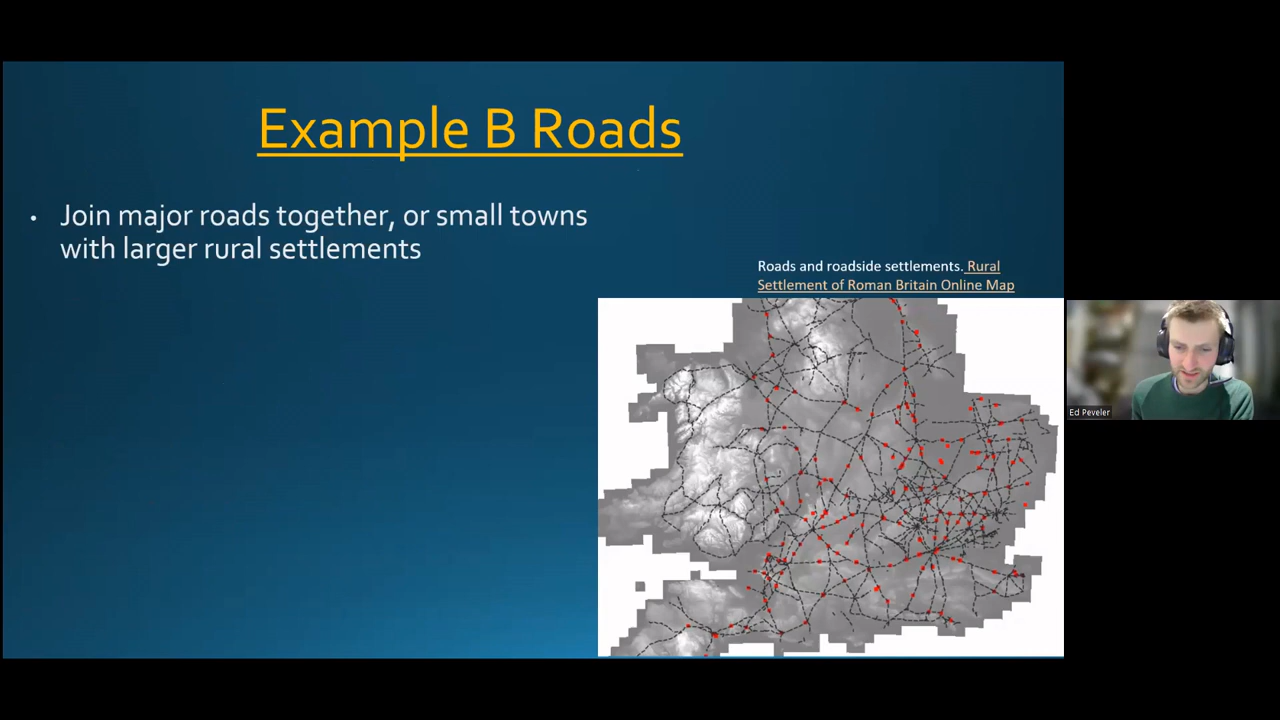 Example B Roads
• Join major roads together, or small towns
with larger rural settlements
Roads and roadside settlements. Rural
Settlement of Roman Britain Online Map
Ed Peveler